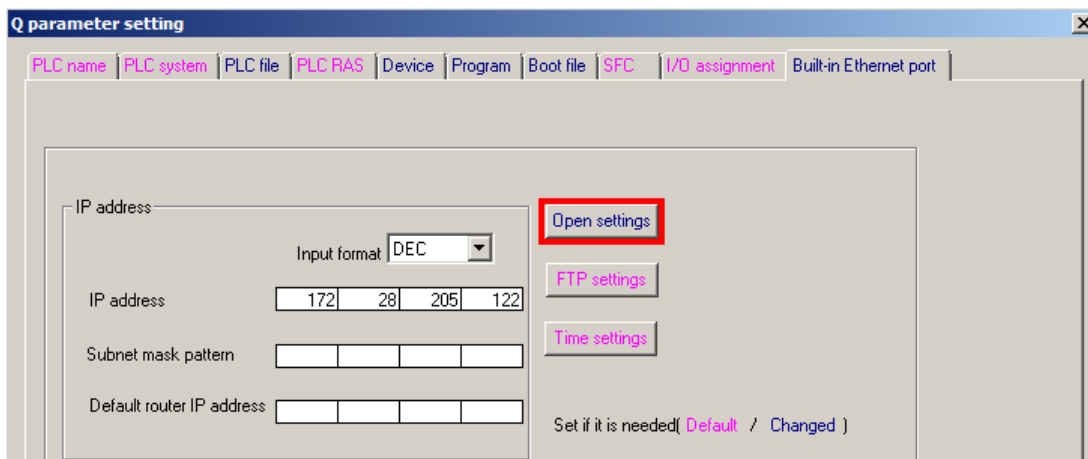 Q parameter setting
PLC name PLC system PLC file PLC RAS Device Program Boot file SFC I/O assignment Built-in Ethernet port
IP address
Input format DEC
IP address 172 28 205 122
Subnet mask pattern
Default router IP address
Open settings
FTP settings
Time settings
Set if it is needed( Default / Changed )